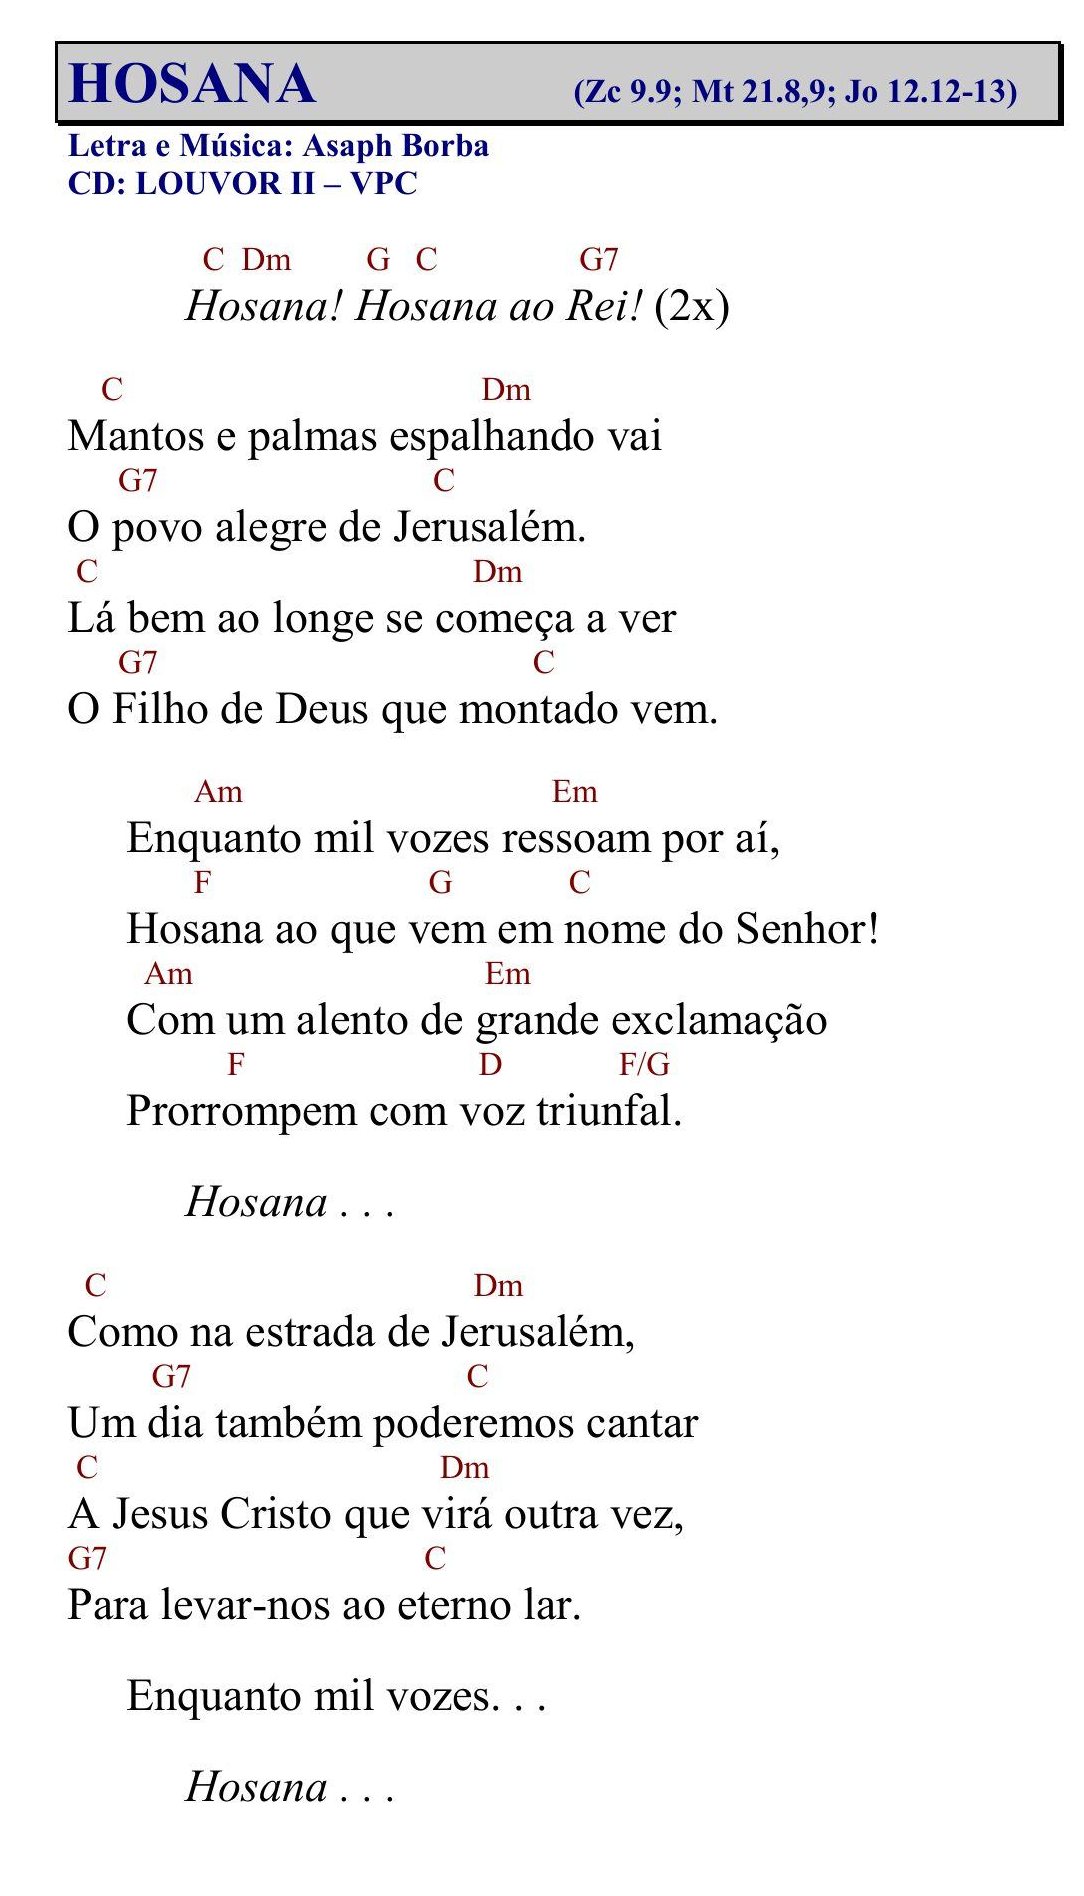 HOSANA (Zc 9.9; Mt 21.8,9; Jo 12.12-13)
Letra e Música: Asaph Borba
CD: LOUVOR II – VPC
C Dm G C G7
Hosana! Hosana ao Rei! (2x)
C Dm
Mantos e palmas espalhando vai
G7 C
O povo alegre de Jerusalém.
C Dm
Lá bem ao longe se começa a ver
G7 C
O Filho de Deus que montado vem.
Am Em
Enquanto mil vozes ressoam por aí,
F G C
Hosana ao que vem em nome do Senhor!
Am Em
Com um alento de grande exclamação
F D F/G
Prorrompem com voz triunfal.
Hosana . . .
C Dm
Como na estrada de Jerusalém,
G7 C
Um dia também poderemos cantar
C Dm
A Jesus Cristo que virá outra vez,
G7 C
Para levar-nos ao eterno lar.
Enquanto mil vozes. . .
Hosana . . .